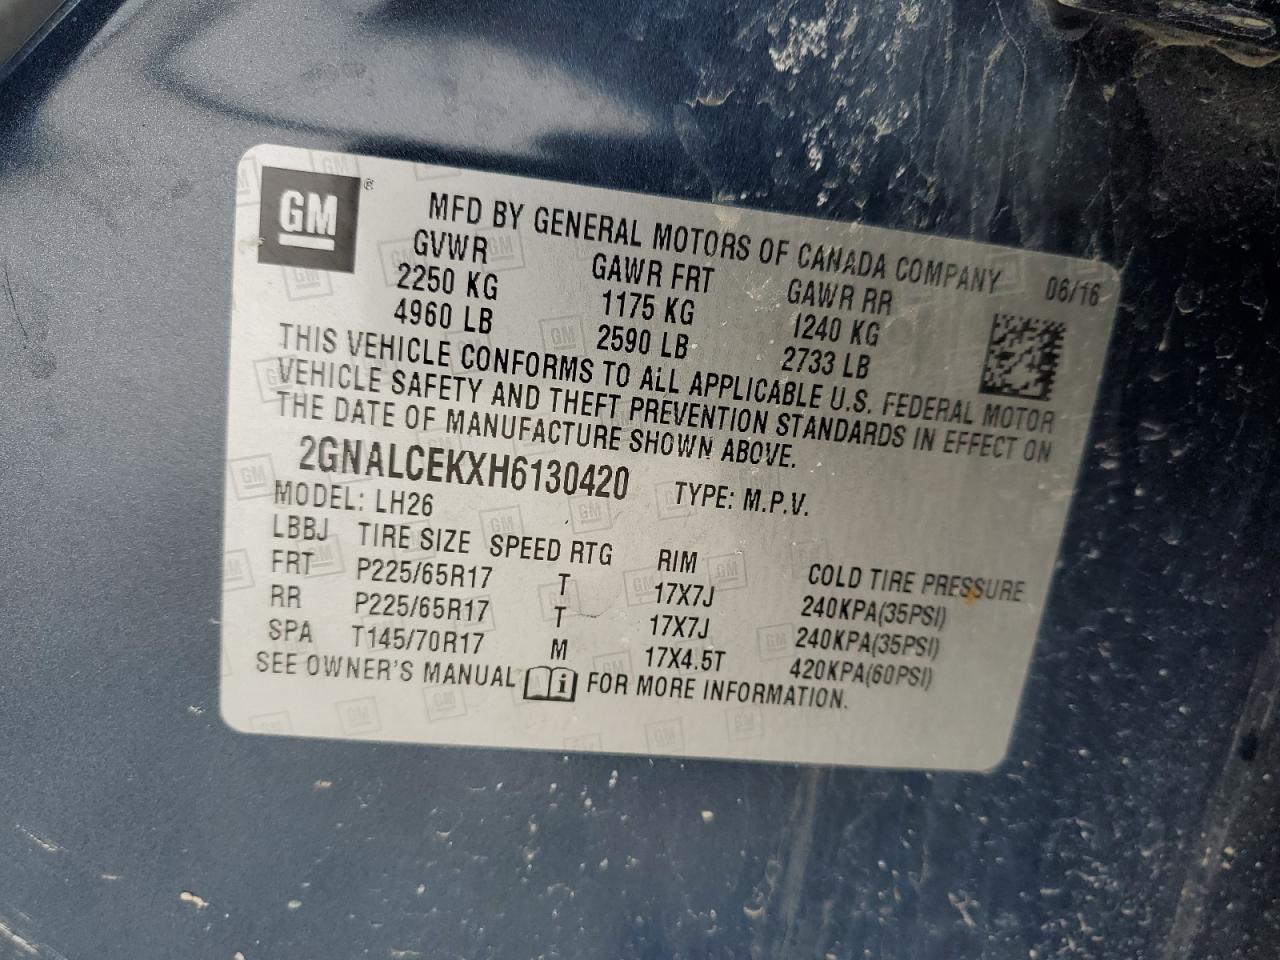 GM ®
MFD BY GENERAL MOTORS OF CANADA COMPANY 06/16
GVWR GAWR FRT GAWR RR
2250 KG 1175 KG 1240 KG
4960 LB 2590 LB 2733 LB
THIS VEHICLE CONFORMS TO ALL APPLICABLE U.S. FEDERAL MOTOR
VEHICLE SAFETY AND THEFT PREVENTION STANDARDS IN EFFECT ON
THE DATE OF MANUFACTURE SHOWN ABOVE.
2GNALCEKXH6130420 TYPE: M.P.V.
MODEL: LH26
LBBJ TIRE SIZE SPEED RTG RIM COLD TIRE PRESSURE
FRT P225/65R17 T 17X7J 240KPA(35PSI)
RR P225/65R17 T 17X7J 240KPA(35PSI)
SPA T145/70R17 M 17X4.5T 420KPA(60PSI)
SEE OWNER'S MANUAL i FOR MORE INFORMATION.